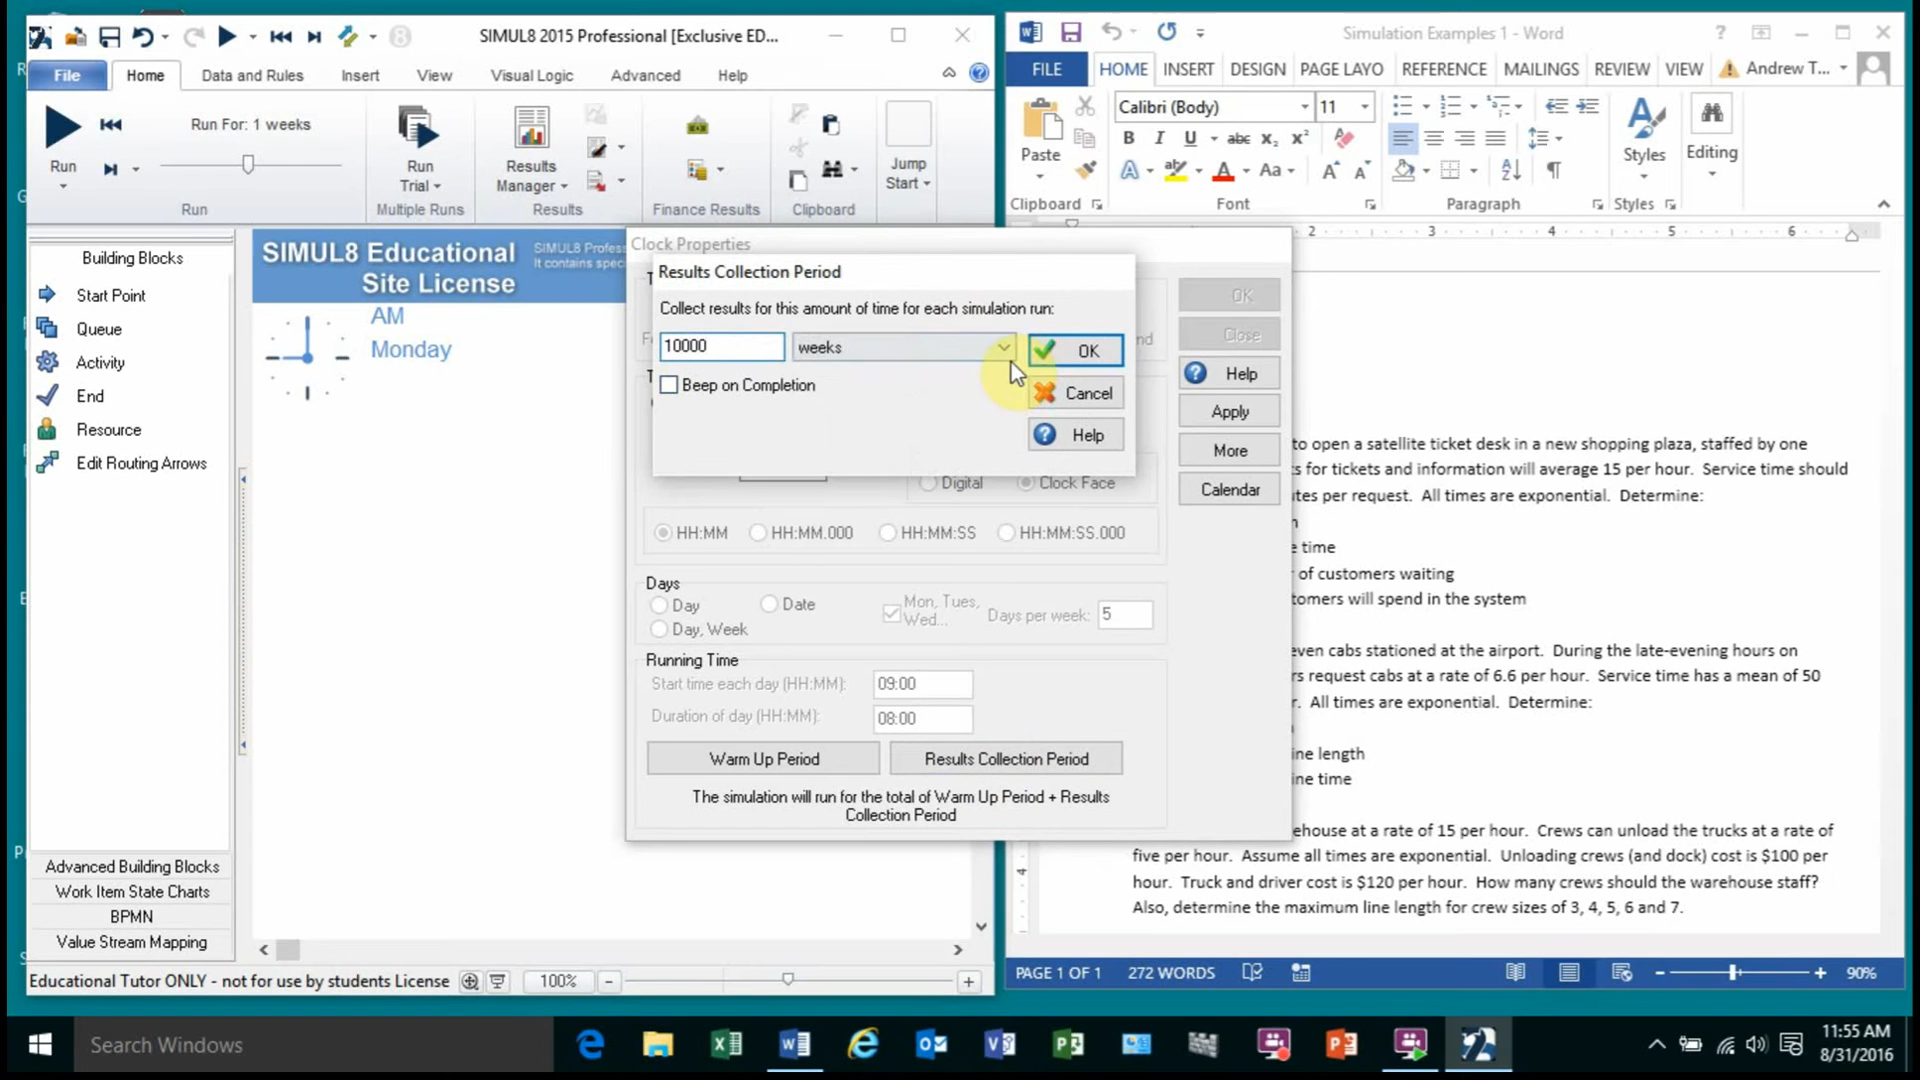 SIMUL8 2015 Professional [Exclusive ED...
File Home Data and Rules Insert View Visual Logic Advanced Help
Run For: 1 weeks
Run
Run Trial
Results Manager
Jump Start
Run Multiple Runs Results Finance Results Clipboard
Building Blocks
Start Point
Queue
Activity
End
Resource
Edit Routing Arrows
Advanced Building Blocks
Work Item State Charts
BPMN
Value Stream Mapping
SIMUL8 Educational
Site License
SIMUL8 Profes
It contains spec
AM
Monday
Educational Tutor ONLY - not for use by students License
100%
Clock Properties
Results Collection Period
Collect results for this amount of time for each simulation run:
10000 weeks OK
Beep on Completion
Cancel
Help
OK
Close
Help
Apply
More
Calendar
nd
Digital Clock Face
HH:MM HH:MM.000 HH:MM:SS HH:MM:SS.000
Days
Day Date
Mon, Tues,
Wed...
Days per week: 5
Day, Week
Running Time
Start time each day (HH:MM): 09:00
Duration of day (HH:MM): 08:00
Warm Up Period Results Collection Period
The simulation will run for the total of Warm Up Period + Results
Collection Period
Simulation Examples 1 - Word
FILE HOME INSERT DESIGN PAGE LAYO REFERENCE MAILINGS REVIEW VIEW Andrew T...
Calibri (Body) 11
Paste
Styles
Editing
Clipboard Font Paragraph Styles
2 3 4 5 6
to open a satellite ticket desk in a new shopping plaza, staffed by one
ts for tickets and information will average 15 per hour. Service time should
tes per request. All times are exponential. Determine:
n
e time
of customers waiting
tomers will spend in the system
even cabs stationed at the airport. During the late-evening hours on
rs request cabs at a rate of 6.6 per hour. Service time has a mean of 50
r. All times are exponential. Determine:
ine length
ine time
ehouse at a rate of 15 per hour. Crews can unload the trucks at a rate of
five per hour. Assume all times are exponential. Unloading crews (and dock) cost is $100 per
hour. Truck and driver cost is $120 per hour. How many crews should the warehouse staff?
Also, determine the maximum line length for crew sizes of 3, 4, 5, 6 and 7.
4
PAGE 1 OF 1 272 WORDS 90%
Search Windows
11:55 AM
8/31/2016